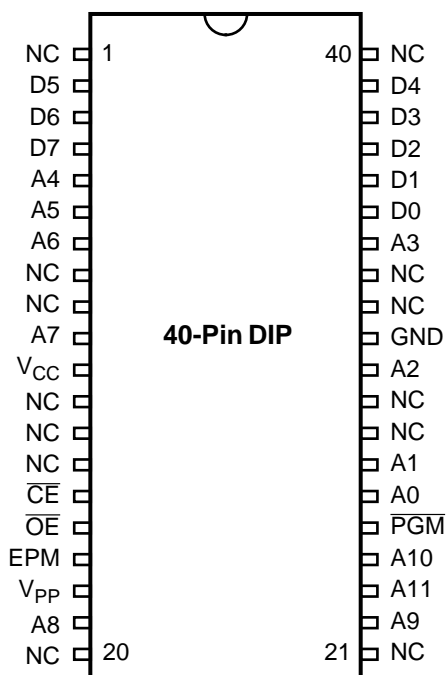 NC 1 40 NC
D5 D4
D6 D3
D7 D2
A4 D1
A5 D0
A6 A3
NC NC
NC NC
A7 40-Pin DIP GND
VCC A2
NC NC
NC NC
NC A1
CE A0
OE PGM
EPM A10
VPP A11
A8 A9
NC 20 21 NC